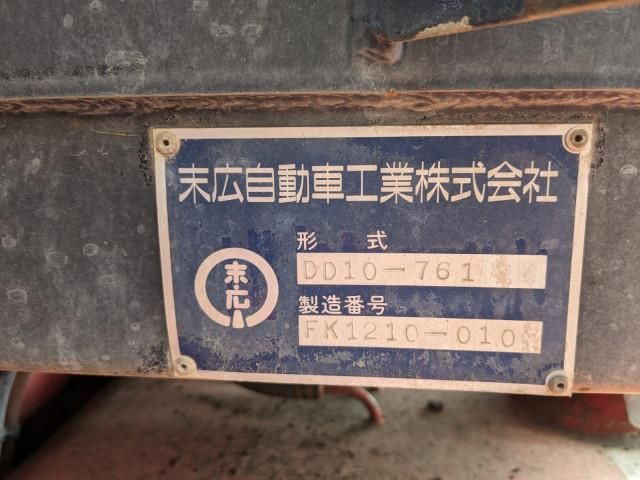 末広自動車工業株式会社
形式
DD10-761
末広
製造番号
FK1210-010